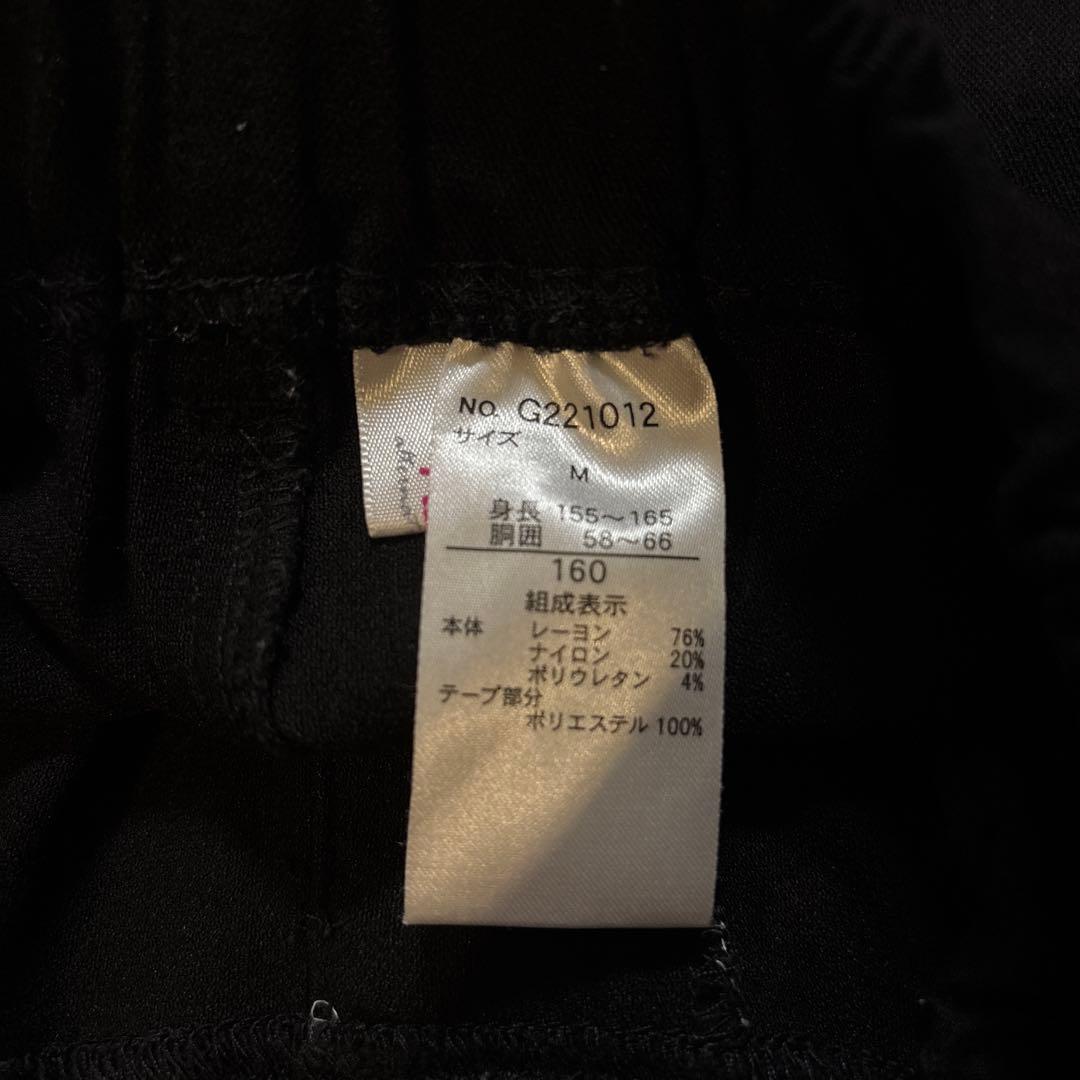 No. G221012
サイズ
M
身長 155～165
胴囲 58～66
160
組成表示
本体 レーヨン 76%
ナイロン 20%
ポリウレタン 4%
テープ部分
ポリエステル 100%